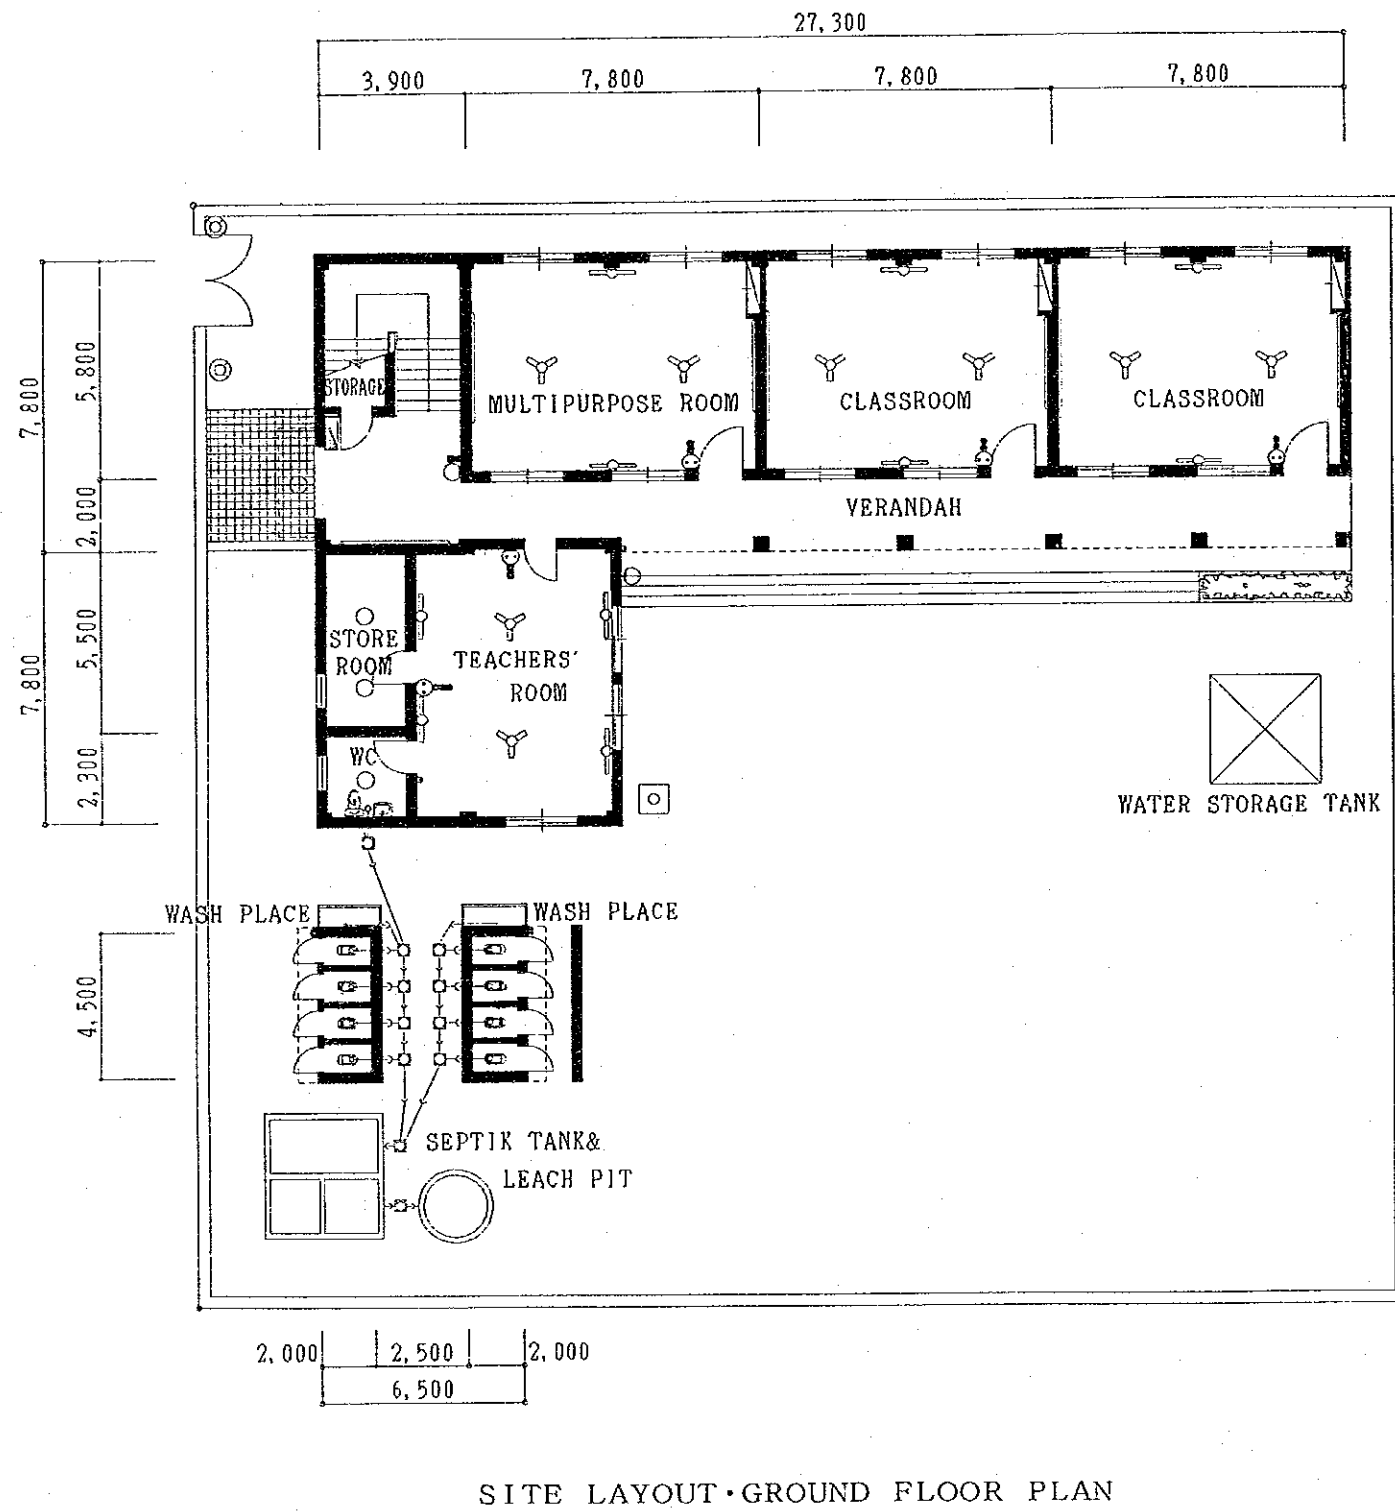 27,300
3,900
7,800
7,800
7,800
7,800
5,800
STORAGE
MULTIPURPOSE ROOM
CLASSROOM
CLASSROOM
2,000
VERANDAH
7,800
5,500
STORE
ROOM
TEACHERS'
ROOM
2,300
WC
WATER STORAGE TANK
WASH PLACE
WASH PLACE
4,500
SEPTIK TANK&
LEACH PIT
2,000
2,500
2,000
6,500
SITE LAYOUT・GROUND FLOOR PLAN